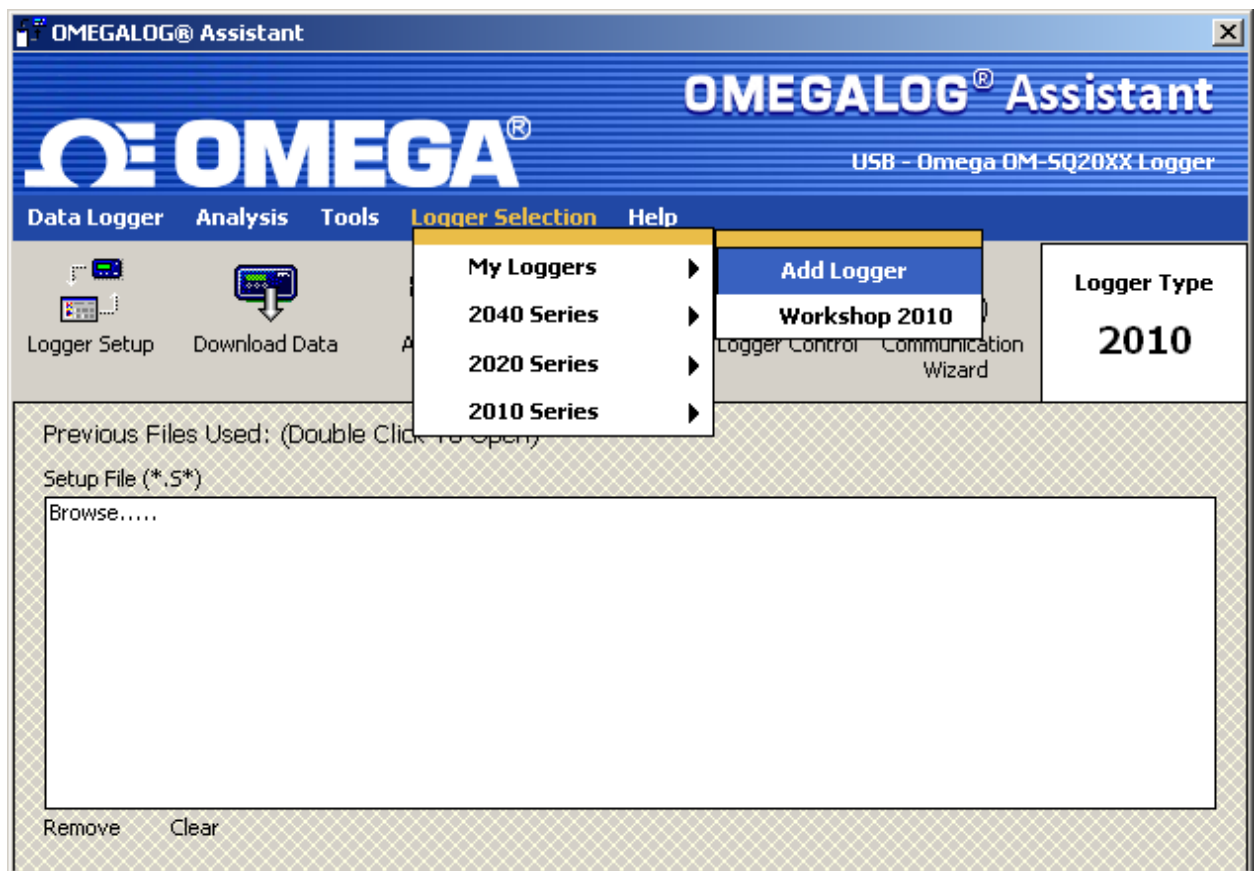 OMEGALOG® Assistant
OMEGALOG® Assistant
ΩE OMEGA®
USB - Omega OM-SQ20XX Logger
Data Logger Analysis Tools Logger Selection Help
My Loggers
2040 Series
2020 Series
2010 Series
Add Logger
Workshop 2010
Logger Setup
Download Data
Logger Control
Communication
Wizard
Logger Type
2010
Previous Files Used: (Double Click To Open)
Setup File (*.S*)
Browse.....
Remove Clear